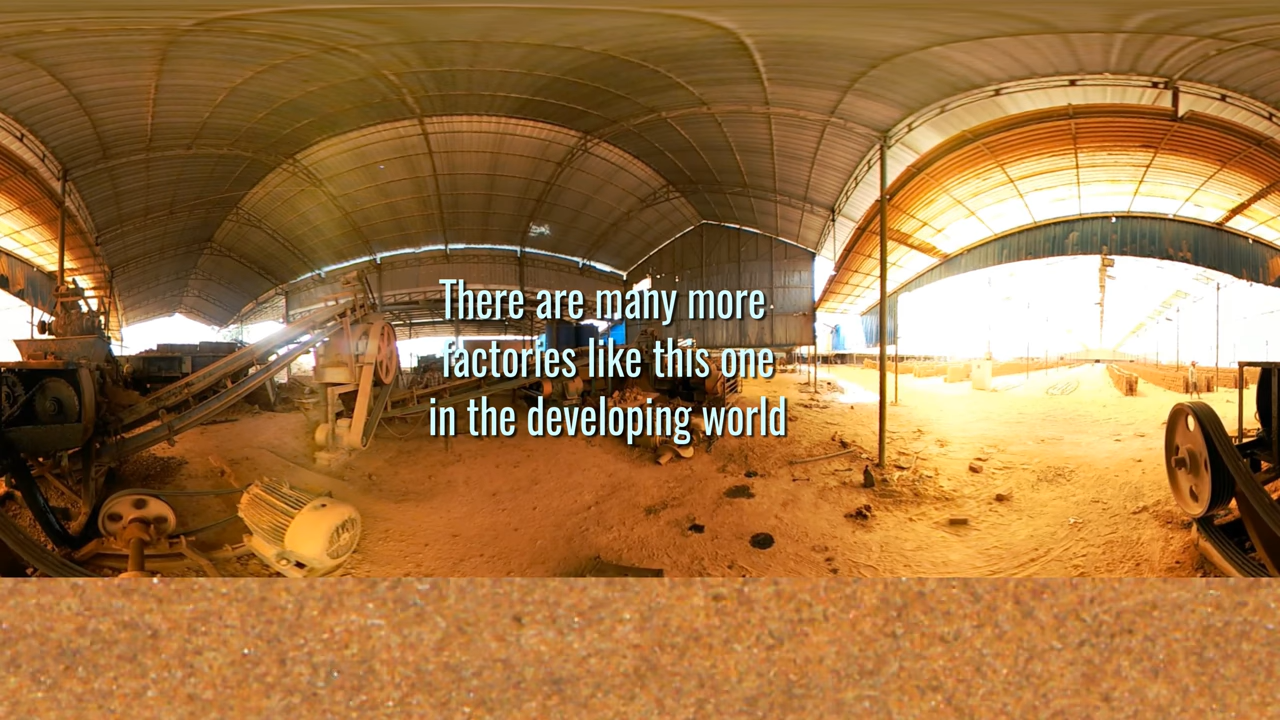 There are many more
factories like this one
in the developing world